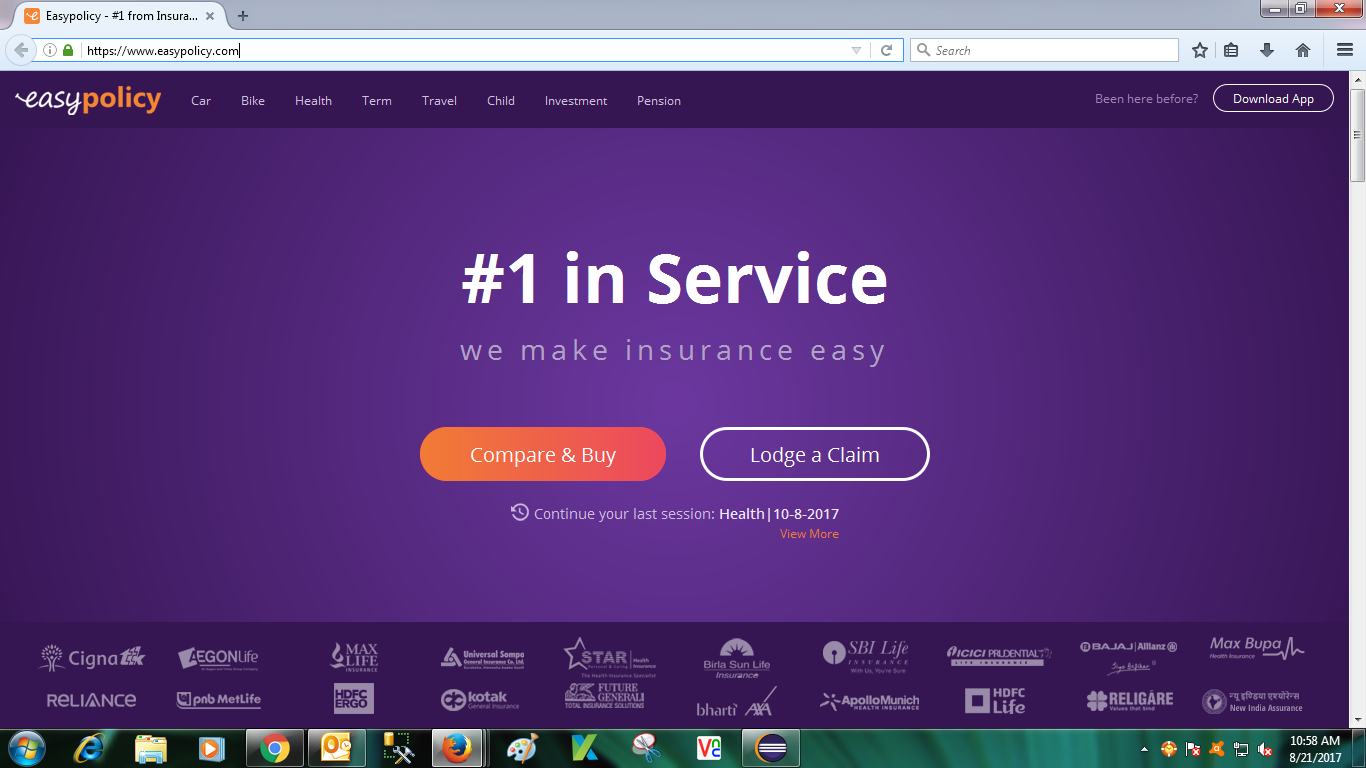 Easypolicy - #1 from Insura...
https://www.easypolicy.com
Search
easypolicy
Car
Bike
Health
Term
Travel
Child
Investment
Pension
Been here before?
Download App
#1 in Service
we make insurance easy
Compare & Buy
Lodge a Claim
Continue your last session: Health|10-8-2017
View More
Cigna ttk
AEGON Life
MAX
LIFE
INSURANCE
Universal Sompo
General Insurance Co. Ltd.
STAR Health Insurance
Personal & Caring
The Health Insurance Specialist
Birla Sun Life
Insurance
SBI Life
INSURANCE
With Us, You're Sure
ICICI PRUDENTIAL
LIFE INSURANCE
BAJAJ Allianz
Max Bupa
Health Insurance
RELIANCE
pnb MetLife
HDFC
ERGO
kotak
General Insurance
FUTURE
GENERALI
TOTAL INSURANCE SOLUTIONS
bharti AXA
ApolloMunich
HEALTH INSURANCE
HDFC
Life
RELIGARE
Values that bind
न्यू इण्डिया एश्योरेन्स
New India Assurance
10:58 AM
8/21/2017